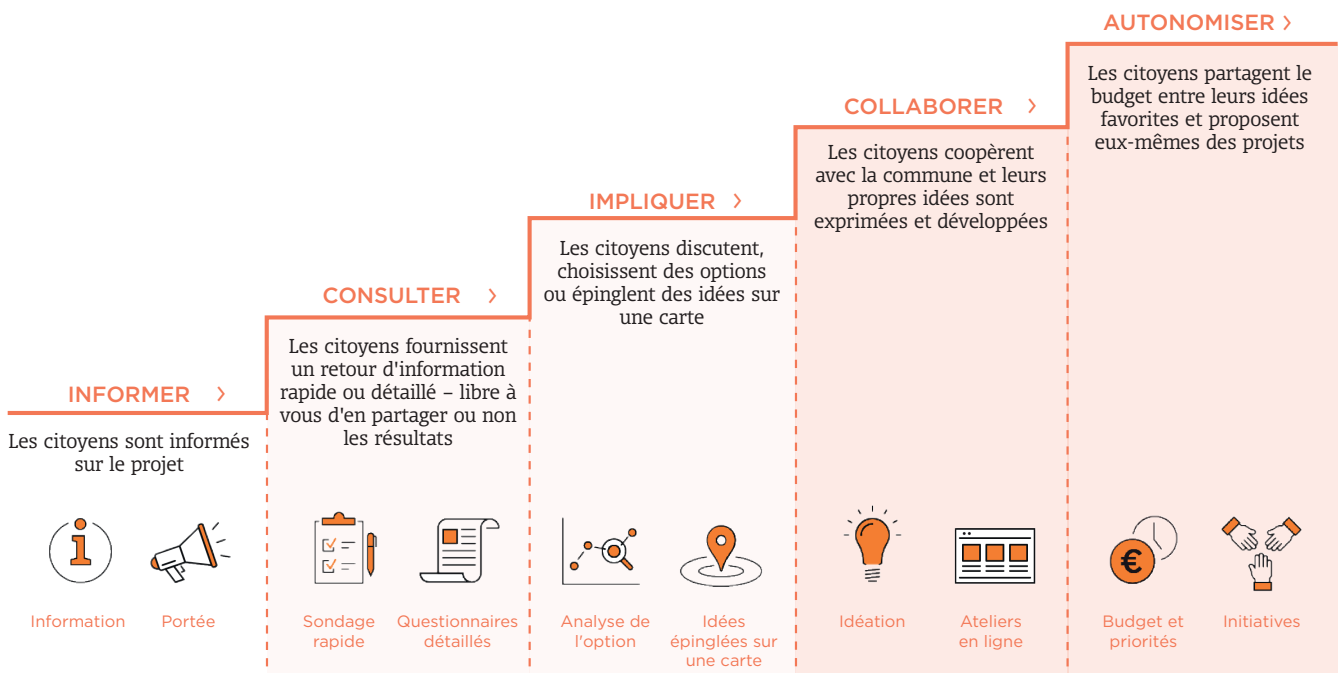 AUTONOMISER >
Les citoyens partagent le
budget entre leurs idées
favorites et proposent
eux-mêmes des projets
COLLABORER >
Les citoyens coopèrent
avec la commune et leurs
propres idées sont
exprimées et développées
IMPLIQUER >
Les citoyens discutent,
choisissent des options
ou épinglent des idées sur
une carte
CONSULTER >
Les citoyens fournissent
un retour d'information
rapide ou détaillé – libre à
vous d'en partager ou non
les résultats
INFORMER >
Les citoyens sont informés
sur le projet
i
€
Information
Portée
Sondage
rapide
Questionnaires
détaillés
Analyse de
l'option
Idées
épinglées sur
une carte
Idéation
Ateliers
en ligne
Budget et
priorités
Initiatives